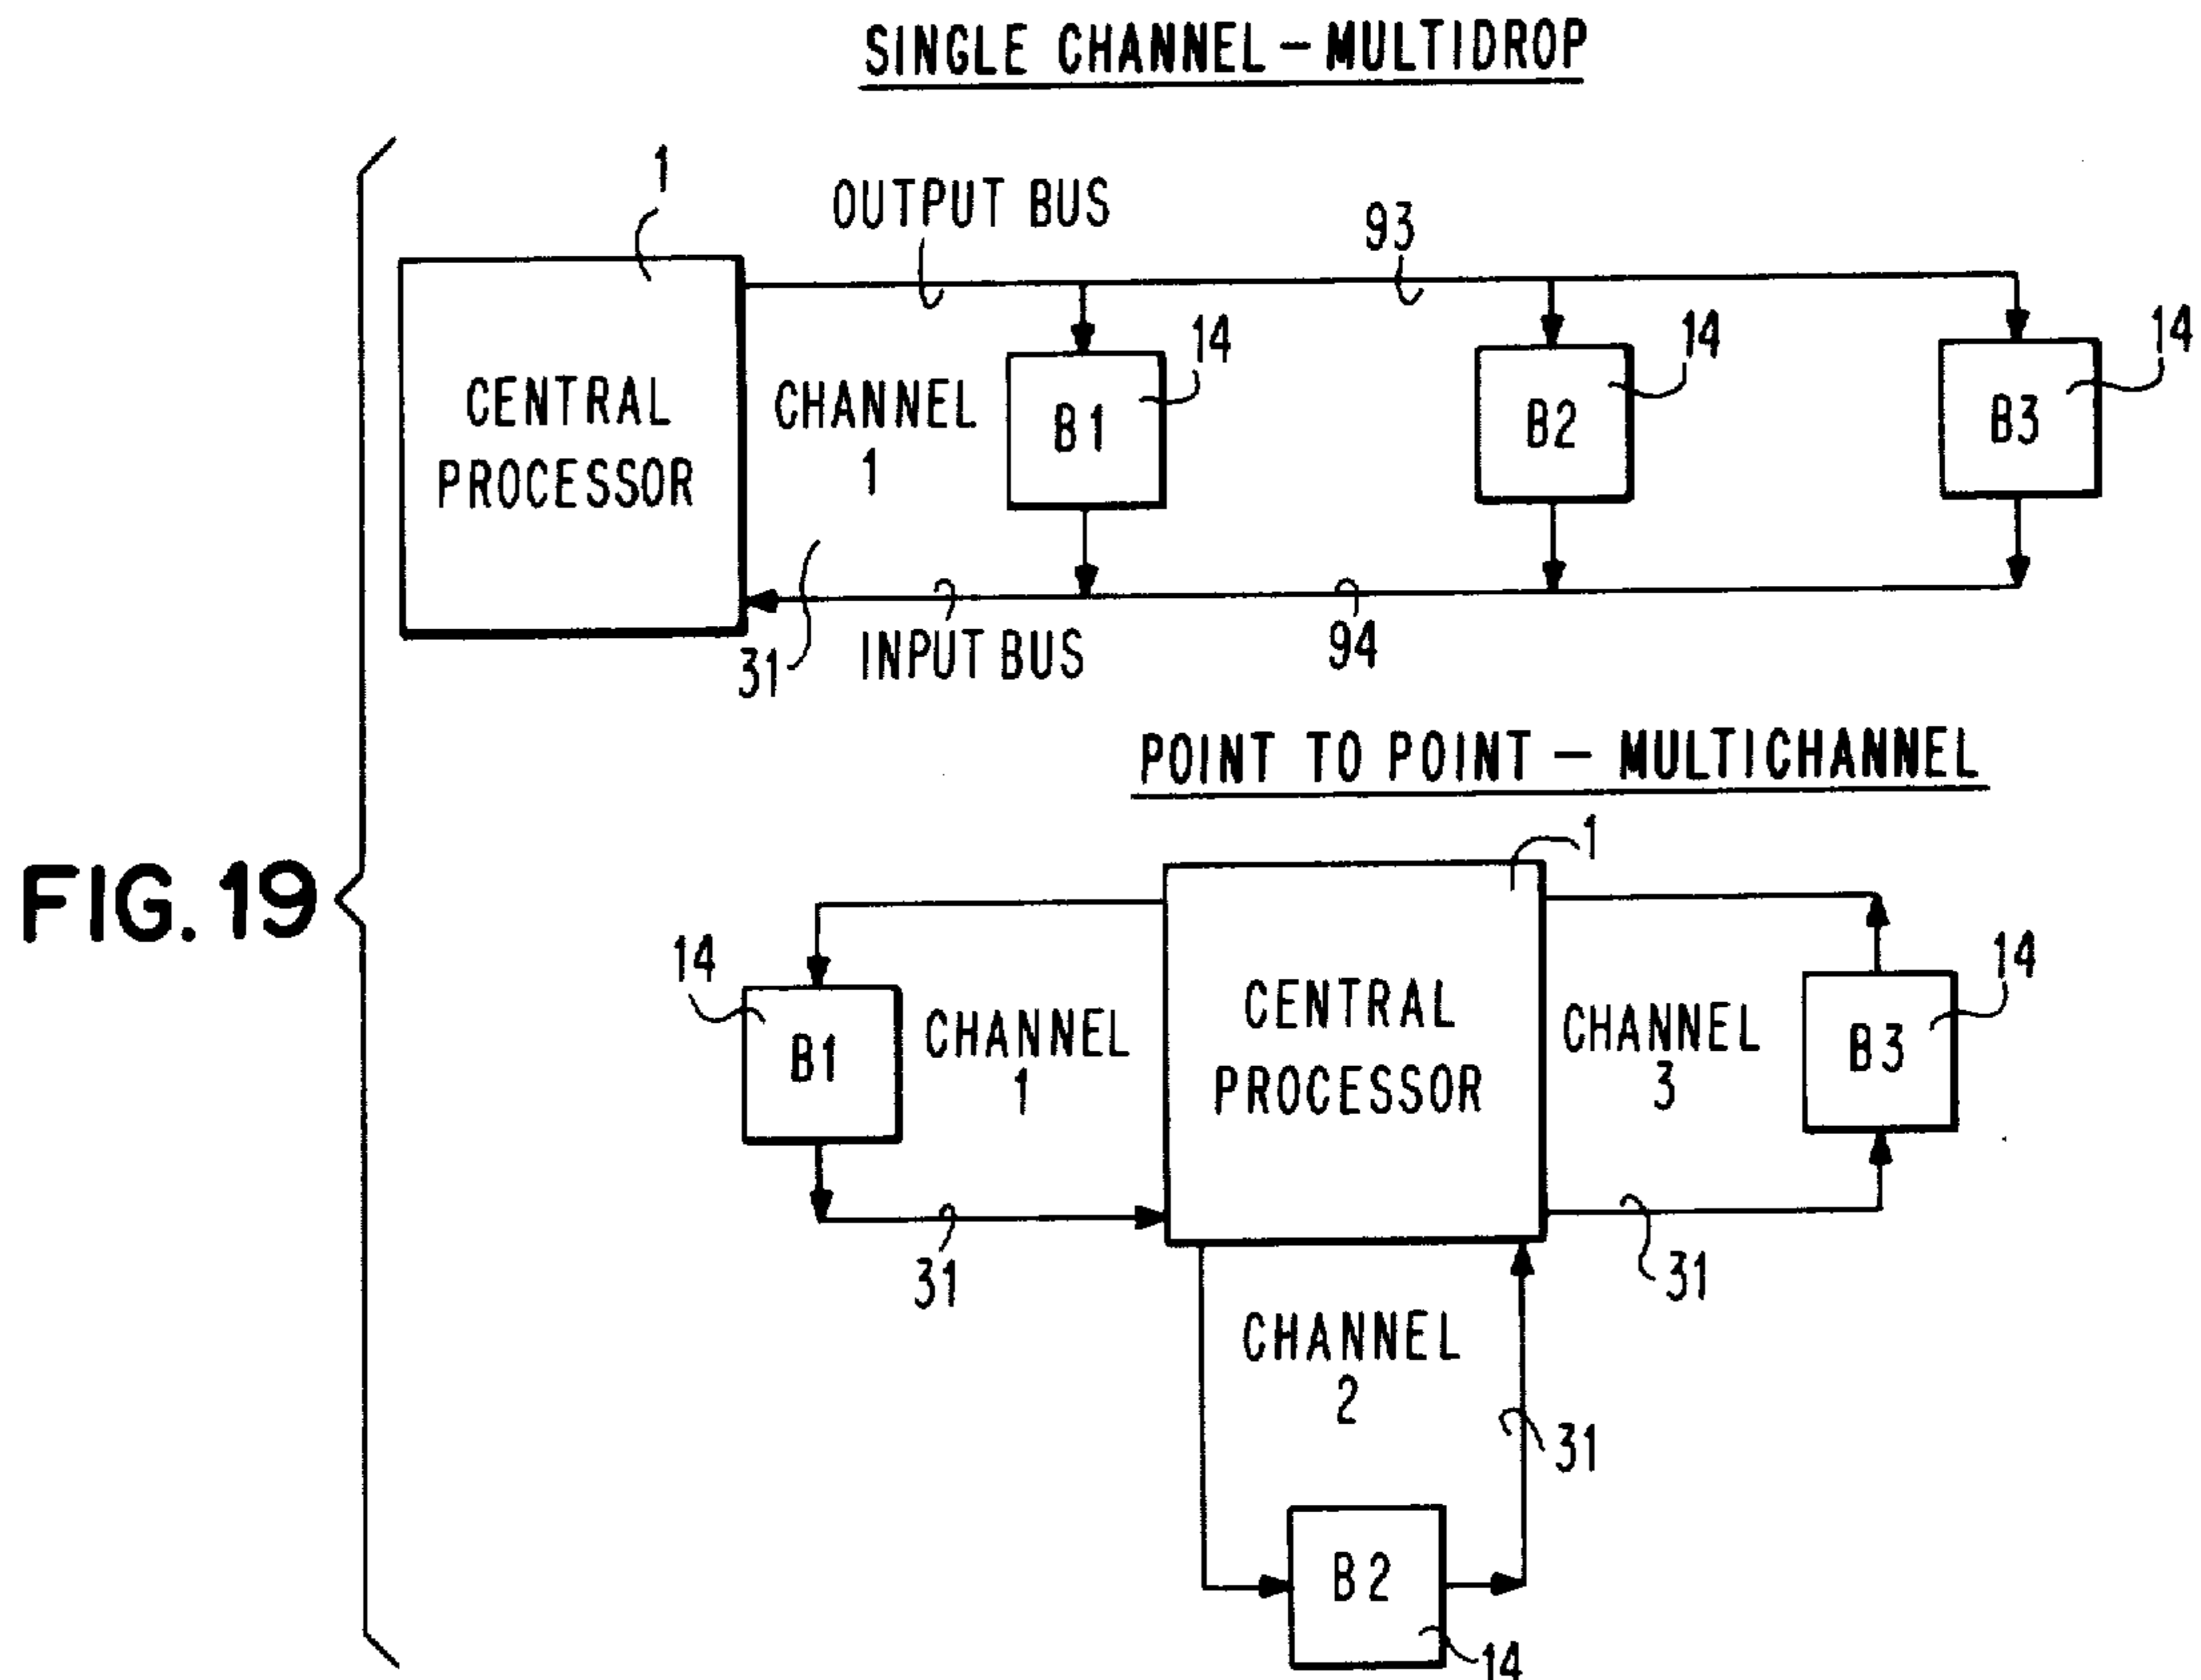 SINGLE CHANNEL – MULTIDROP
1
OUTPUT BUS
93
14
14
14
CENTRAL
PROCESSOR
CHANNEL
1
B1
B2
B3
31
INPUT BUS
94
POINT TO POINT – MULTICHANNEL
FIG. 19
1
14
B1
CHANNEL
1
CENTRAL
PROCESSOR
CHANNEL
3
B3
14
31
31
CHANNEL
2
31
B2
14